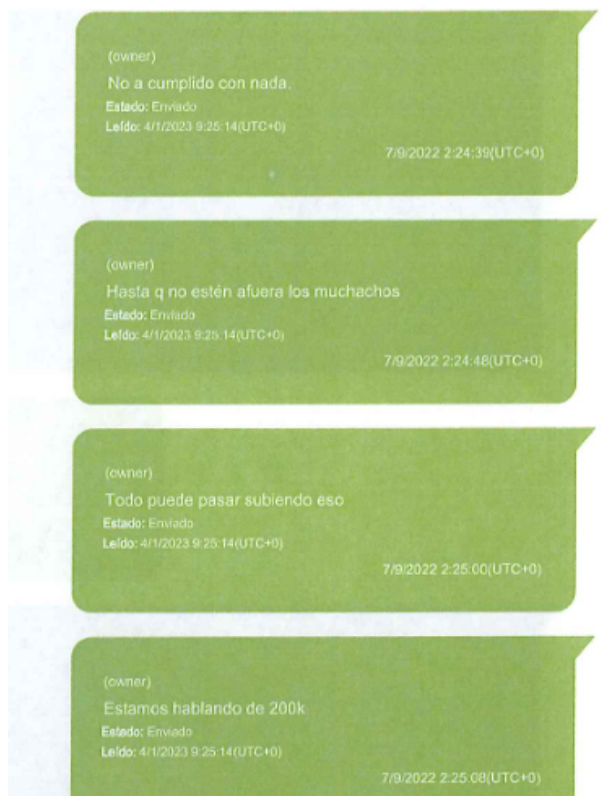 (owner)
No a cumplido con nada.
Estado: Enviado
Leído: 4/1/2023 9:25:14(UTC+0)
7/9/2022 2:24:39(UTC+0)
(owner)
Hasta q no estén afuera los muchachos
Estado: Enviado
Leído: 4/1/2023 9:25:14(UTC+0)
7/9/2022 2:24:48(UTC+0)
(owner)
Todo puede pasar subiendo eso
Estado: Enviado
Leído: 4/1/2023 9:25:14(UTC+0)
7/9/2022 2:25:00(UTC+0)
(owner)
Estamos hablando de 200k
Estado: Enviado
Leído: 4/1/2023 9:25:14(UTC+0)
7/9/2022 2:25:08(UTC+0)